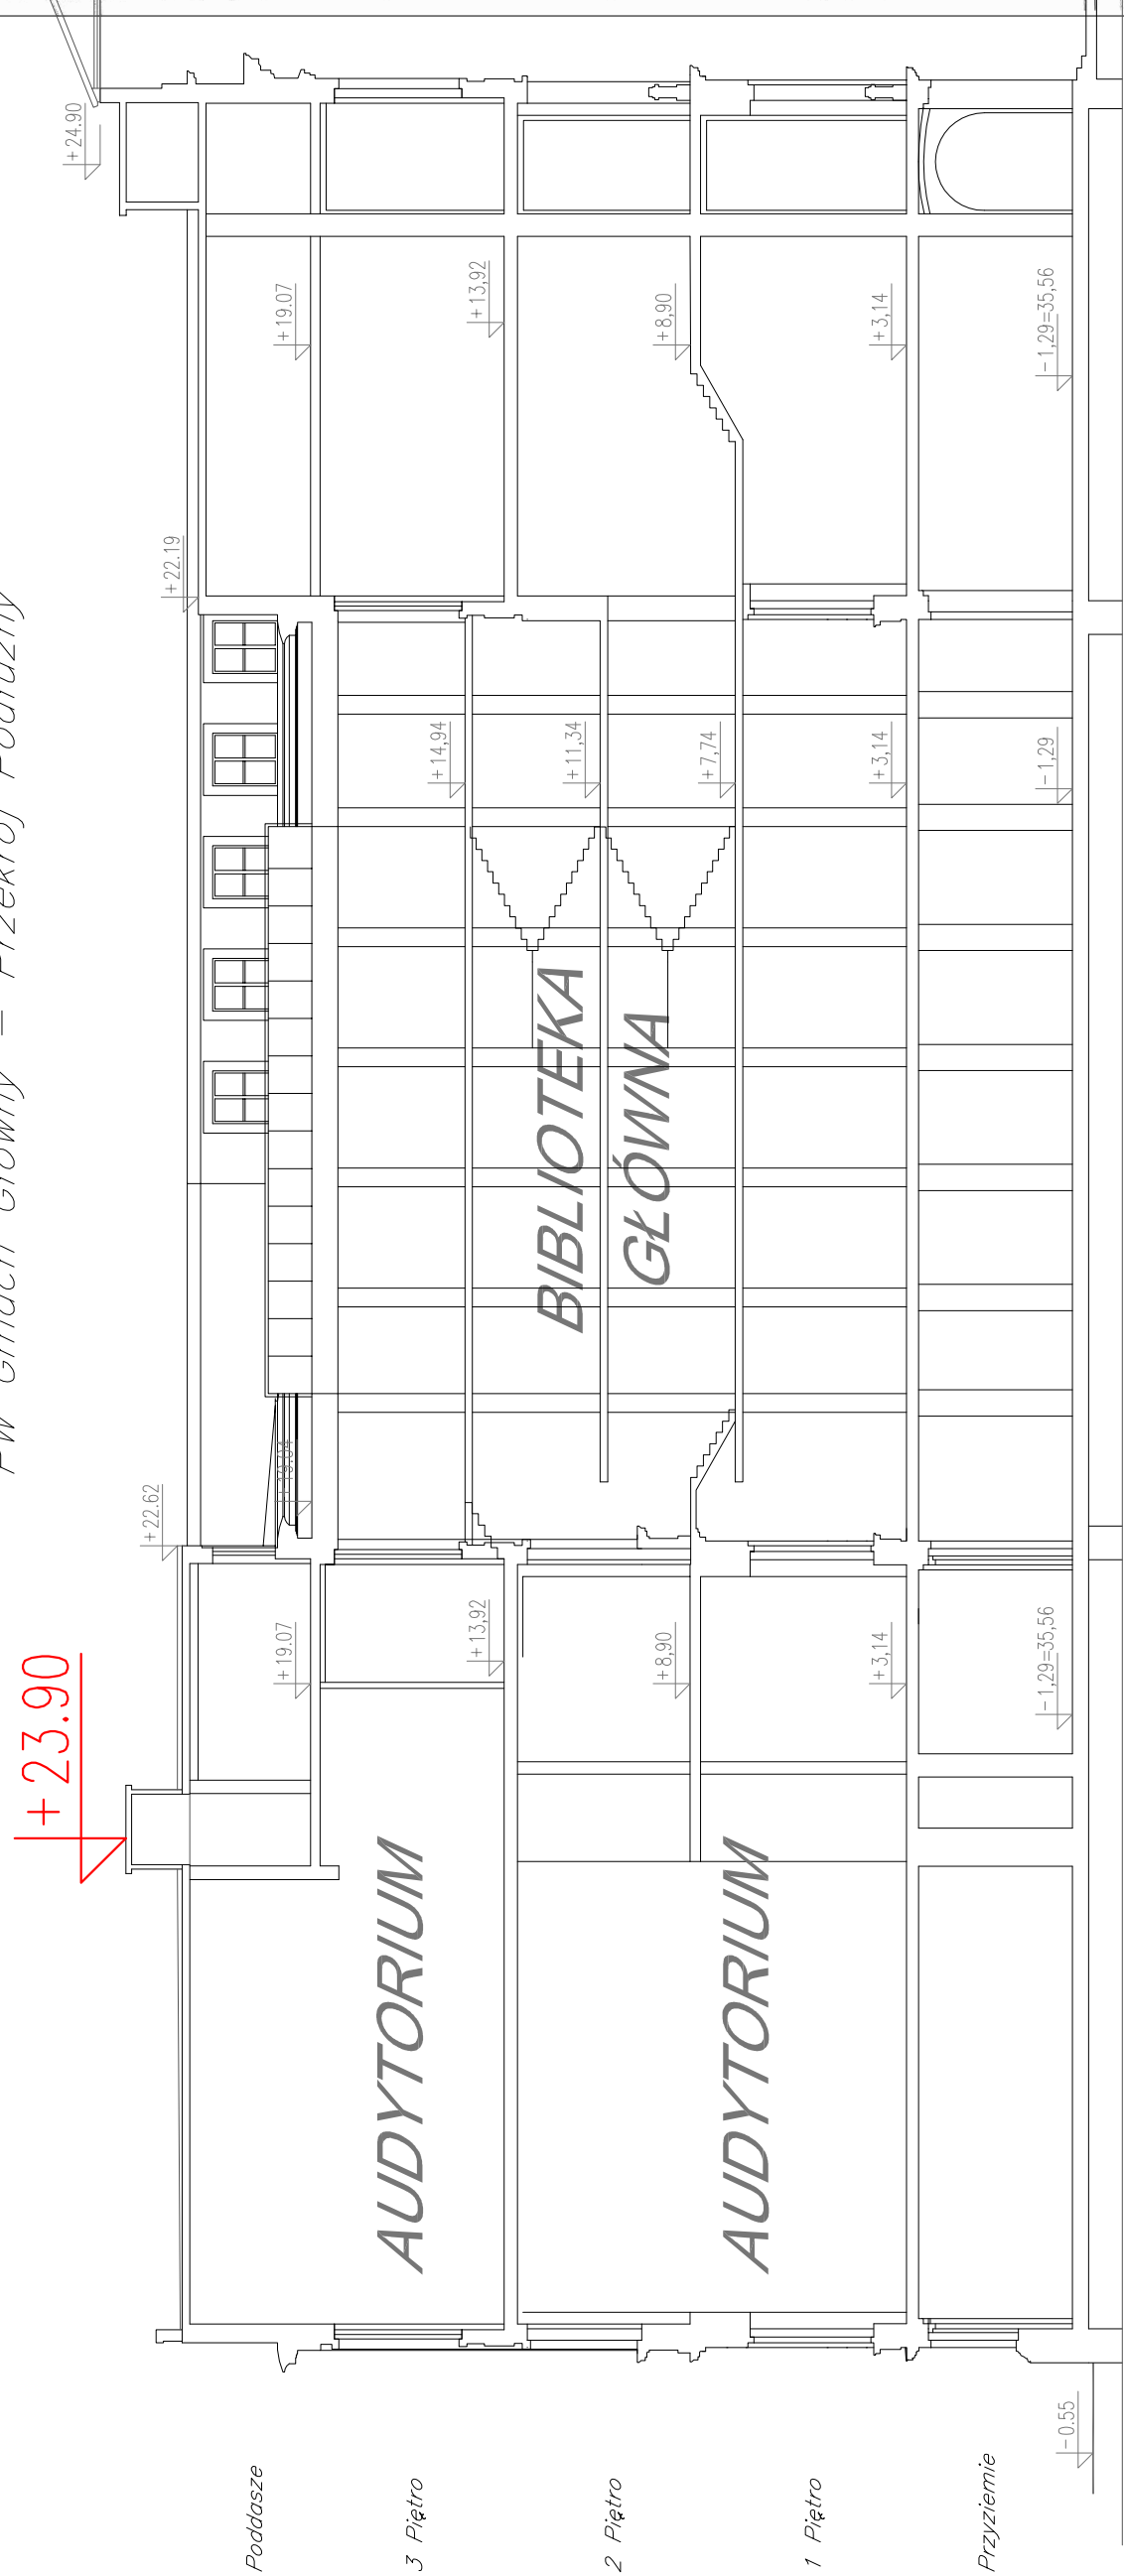 PW Gmach Główny – Przekrój Podłużny
+23.90
+24.90
+22.62
+22.19
Poddasze
+19.07
+19.04
+19.07
3 Piętro
AUDYTORIUM
+13,92
+14,94
+13,92
2 Piętro
BIBLIOTEKA
GŁÓWNA
+11,34
+8,90
+7,74
+8,90
1 Piętro
AUDYTORIUM
+3,14
+3,14
+3,14
Przyziemie
-1,29=35,56
-1,29
-1,29=35,56
-0.55